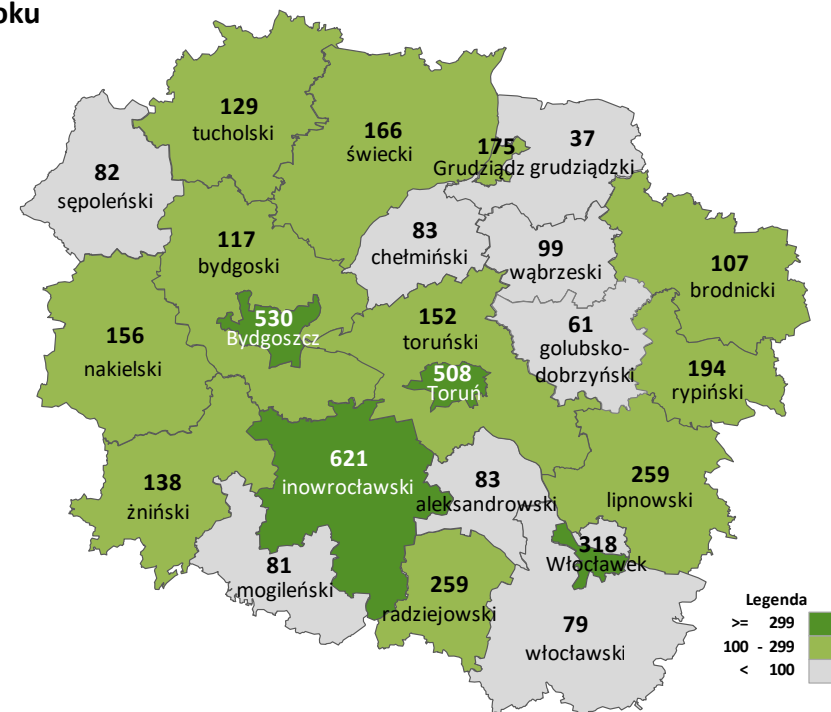 129
tucholski
166
świecki
175
Grudziądz
37
grudziądzki
82
sępoleński
83
chełmiński
99
wąbrzeski
117
bydgoski
107
brodnicki
530
Bydgoszcz
152
toruński
61
golubsko-
dobrzyński
156
nakielski
508
Toruń
194
rypiński
621
inowrocławski
83
aleksandrowski
259
lipnowski
138
żniński
318
Włocławek
81
mogileński
259
radziejowski
79
włocławski
Legenda
>= 299
100 - 299
< 100